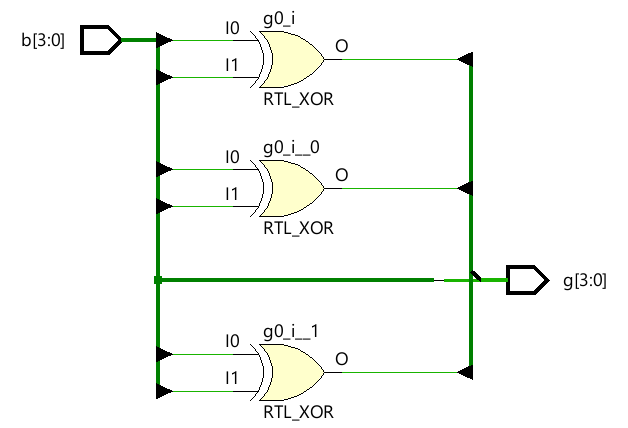 g0_i
b[3:0]
I0
O
I1
RTL_XOR
g0_i__0
I0
O
I1
RTL_XOR
g[3:0]
g0_i__1
I0
O
I1
RTL_XOR